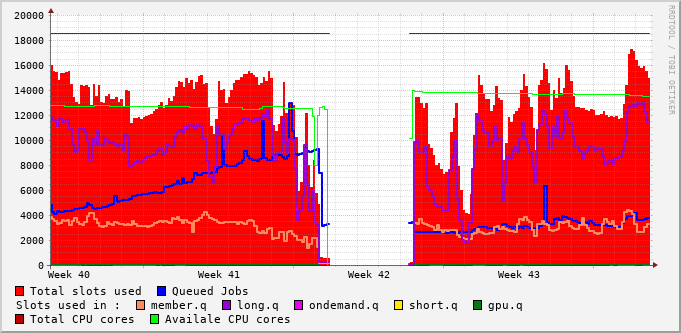 20000
18000
16000
14000
12000
10000
8000
6000
4000
2000
0
Week 40 Week 41 Week 42 Week 43
RRDTOOL / TOBI OETIKER
Total slots used Queued Jobs
Slots used in : member.q long.q ondemand.q short.q gpu.q
Total CPU cores Availale CPU cores